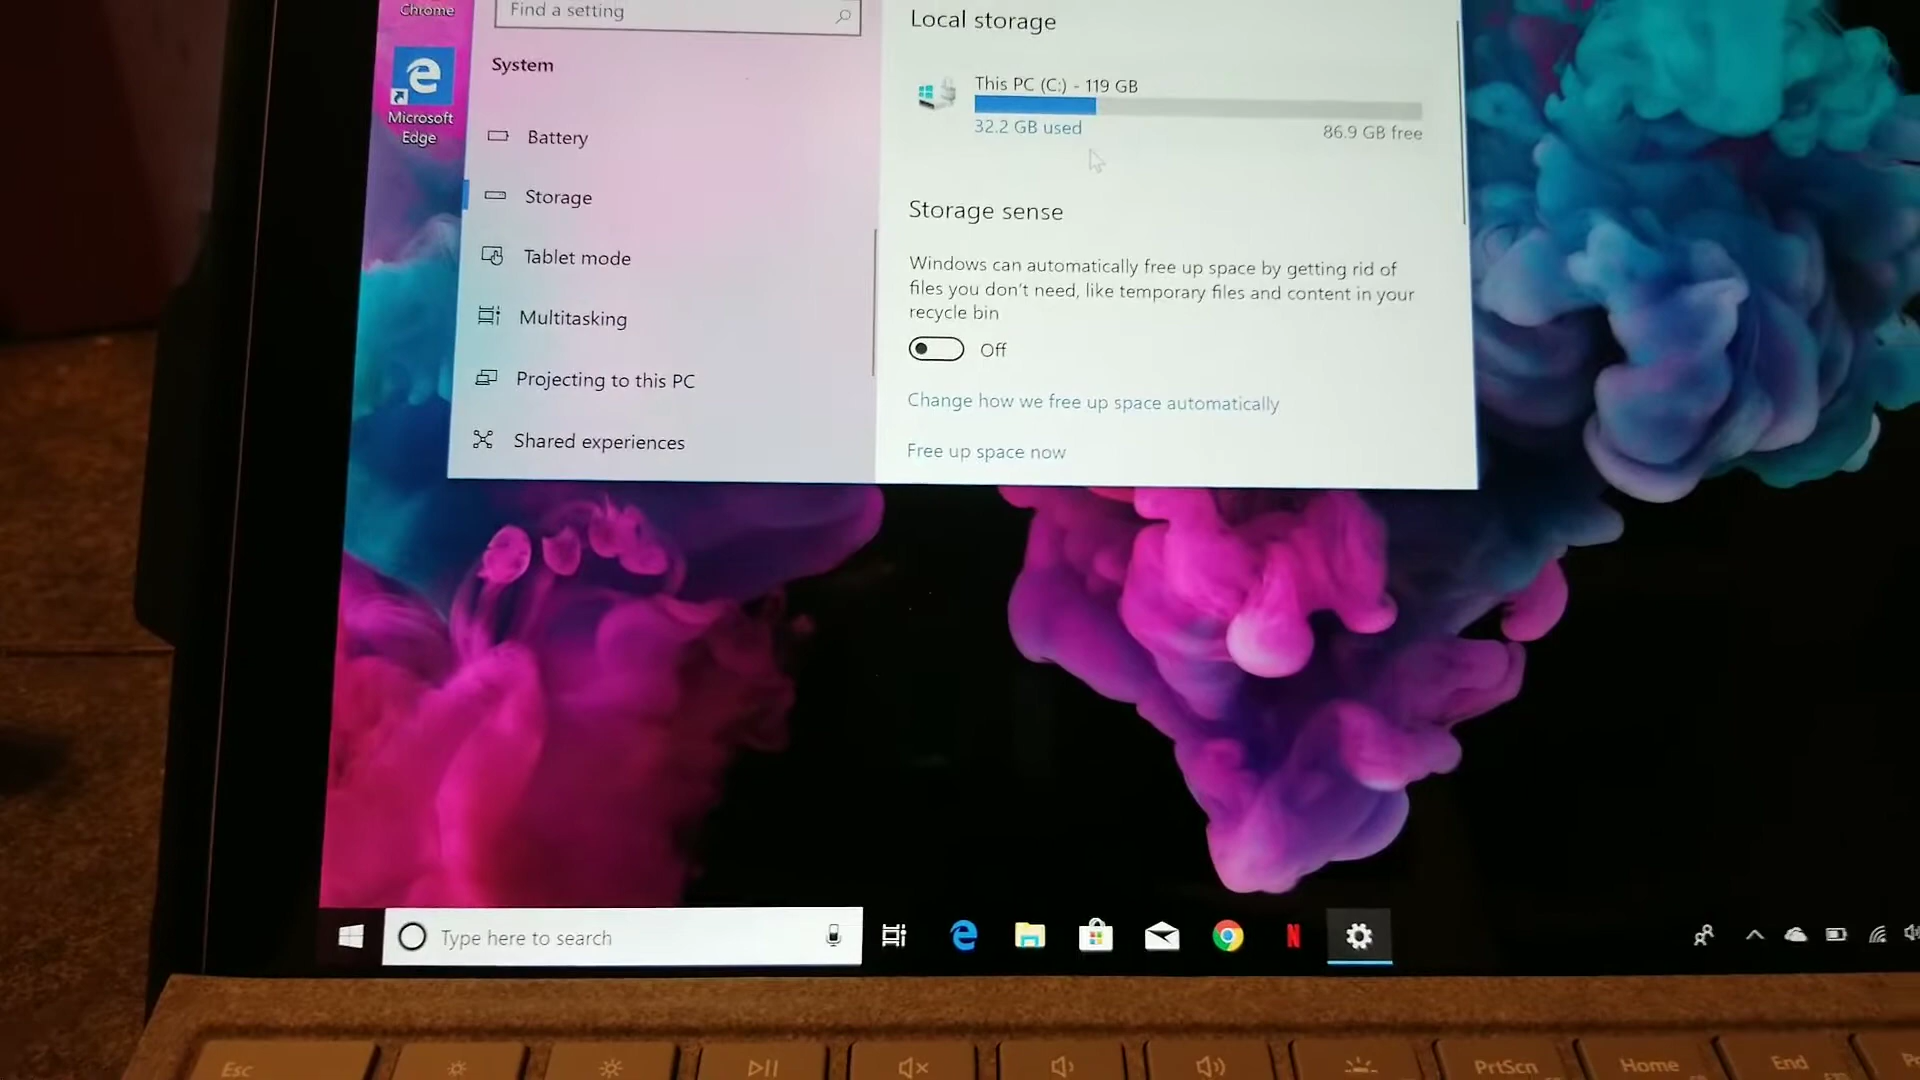 Chrome
Find a setting
Local storage
System
This PC (C:) - 119 GB
32.2 GB used
86.9 GB free
Microsoft
Edge
Battery
Storage
Tablet mode
Multitasking
Projecting to this PC
Shared experiences
Storage sense
Windows can automatically free up space by getting rid of
files you don't need, like temporary files and content in your
recycle bin
Off
Change how we free up space automatically
Free up space now
Type here to search
Esc
PrtScn
Home
End